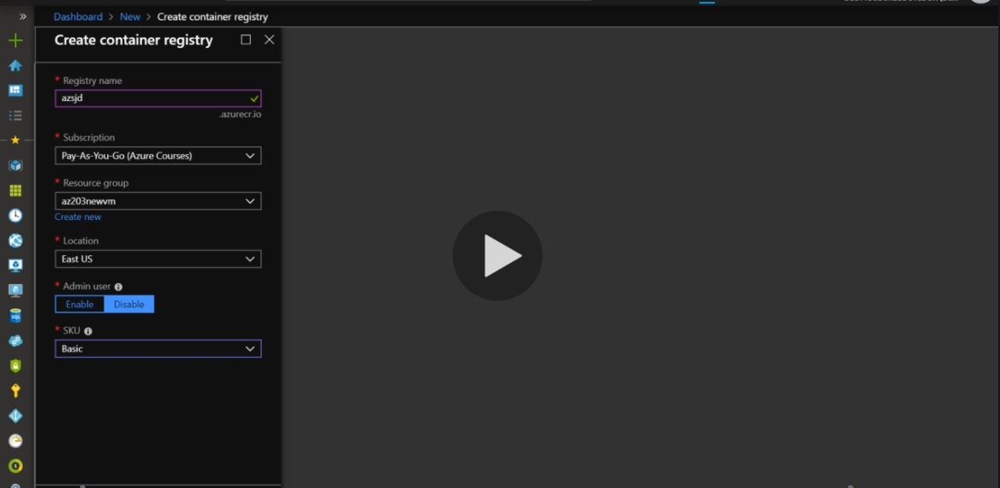 Dashboard > New > Create container registry
Create container registry
* Registry name
azsjd
.azurecr.io
* Subscription
Pay-As-You-Go (Azure Courses)
* Resource group
az203newvm
Create new
* Location
East US
* Admin user
Enable Disable
* SKU
Basic
SQL